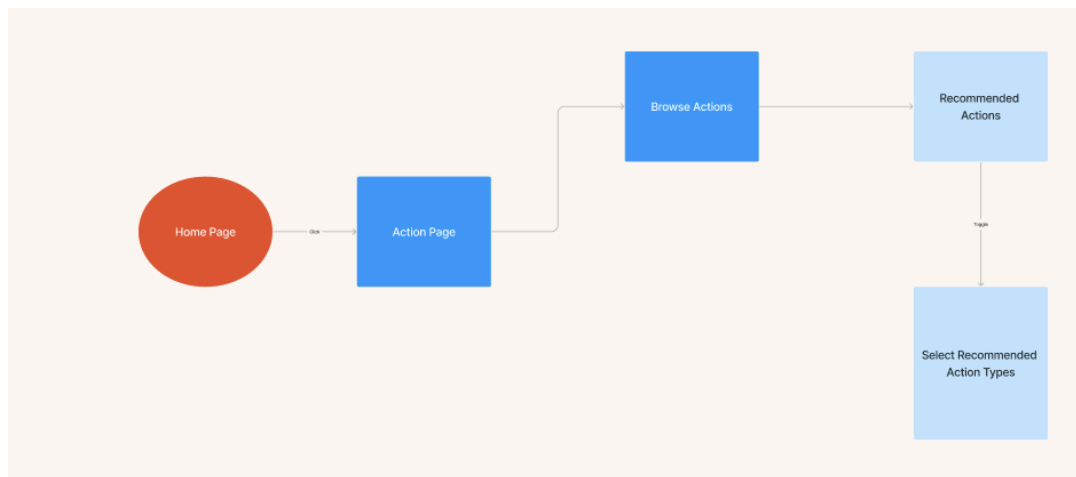 Browse Actions
Recommended
Actions
Home Page
Click
Action Page
Toggle
Select Recommended
Action Types